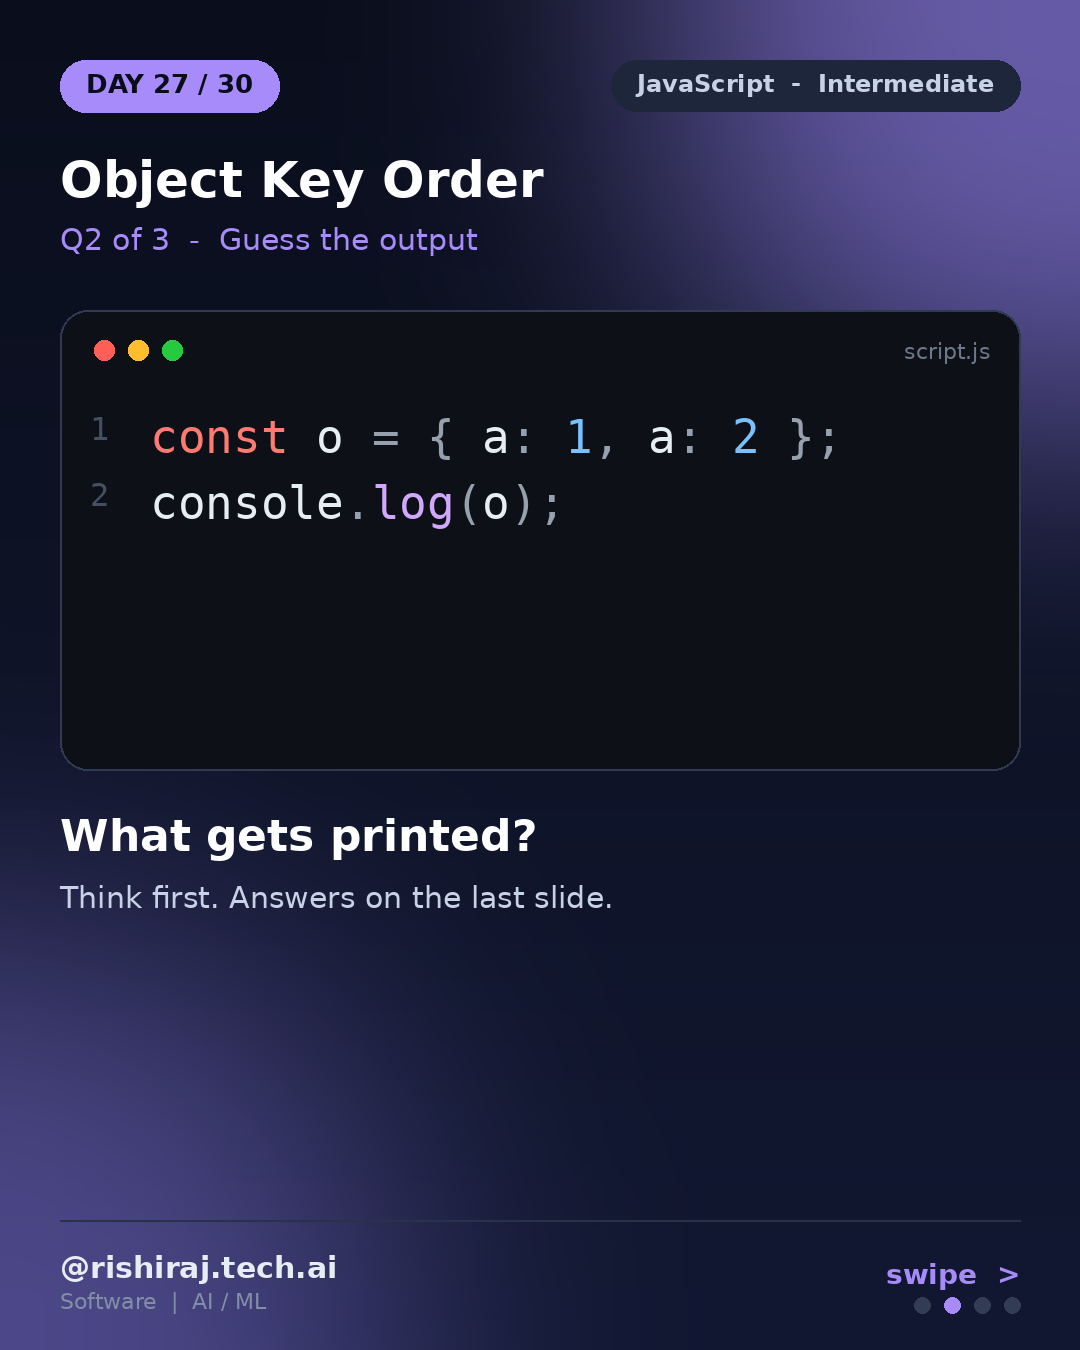 DAY 27 / 30
JavaScript - Intermediate
Object Key Order
Q2 of 3 - Guess the output
script.js
1 const o = { a: 1, a: 2 };
2 console.log(o);
What gets printed?
Think first. Answers on the last slide.
@rishiraj.tech.ai
Software | AI / ML
swipe >